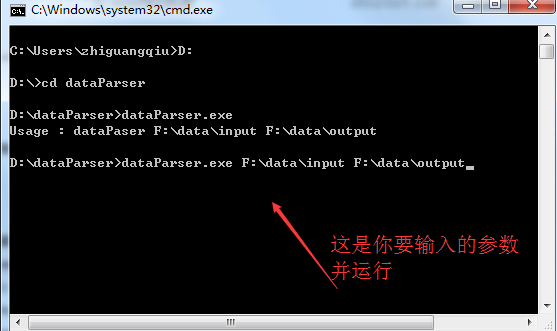 C:\Windows\system32\cmd.exe
C:\Users\zhiguangqiu>D:
D:\>cd dataParser
D:\dataParser>dataParser.exe
Usage : dataPaser F:\data\input F:\data\output
D:\dataParser>dataParser.exe F:\data\input F:\data\output_
这是你要输入的参数
并运行